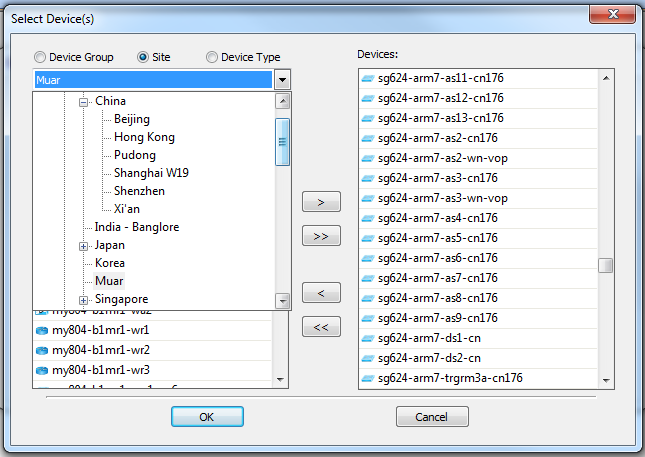 Select Device(s)
Device Group
Site
Device Type
Muar
China
Beijing
Hong Kong
Pudong
Shanghai W19
Shenzhen
Xi'an
India - Banglore
Japan
Korea
Muar
Singapore
my804-b1mr1-wa2
my804-b1mr1-wr1
my804-b1mr1-wr2
my804-b1mr1-wr3
>
>>
<
<<
Devices:
sg624-arm7-as11-cn176
sg624-arm7-as12-cn176
sg624-arm7-as13-cn176
sg624-arm7-as2-cn176
sg624-arm7-as2-wn-vop
sg624-arm7-as3-cn176
sg624-arm7-as3-wn-vop
sg624-arm7-as4-cn176
sg624-arm7-as5-cn176
sg624-arm7-as6-cn176
sg624-arm7-as7-cn176
sg624-arm7-as8-cn176
sg624-arm7-as9-cn176
sg624-arm7-ds1-cn
sg624-arm7-ds2-cn
sg624-arm7-trgrm3a-cn176
OK
Cancel